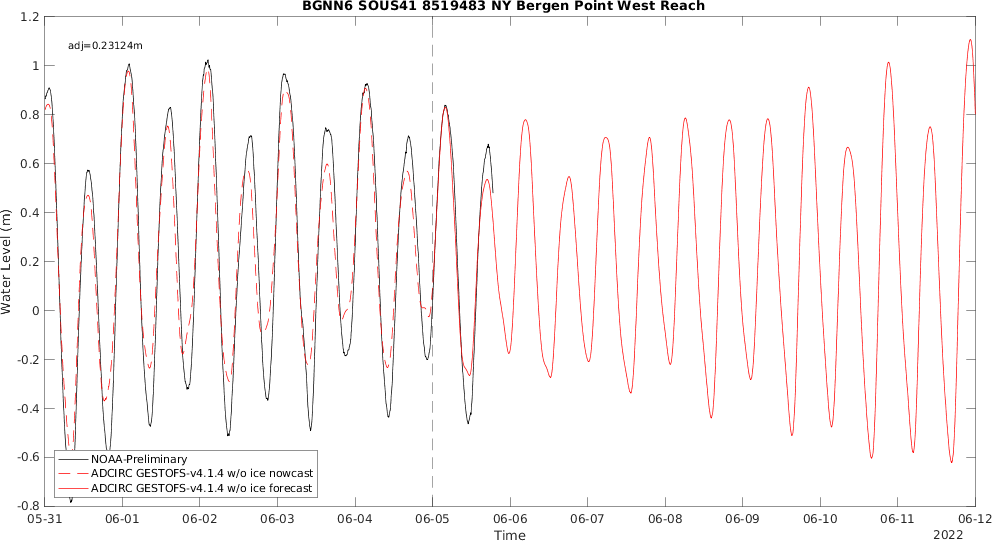 BGNN6 SOUS41 8519483 NY Bergen Point West Reach
adj=0.23124m
1.2
1
0.8
0.6
0.4
0.2
0
-0.2
-0.4
-0.6
-0.8
Water Level (m)
NOAA-Preliminary
ADCIRC GESTOFS-v4.1.4 w/o ice nowcast
ADCIRC GESTOFS-v4.1.4 w/o ice forecast
05-31 06-01 06-02 06-03 06-04 06-05 06-06 06-07 06-08 06-09 06-10 06-11 06-12
Time
2022